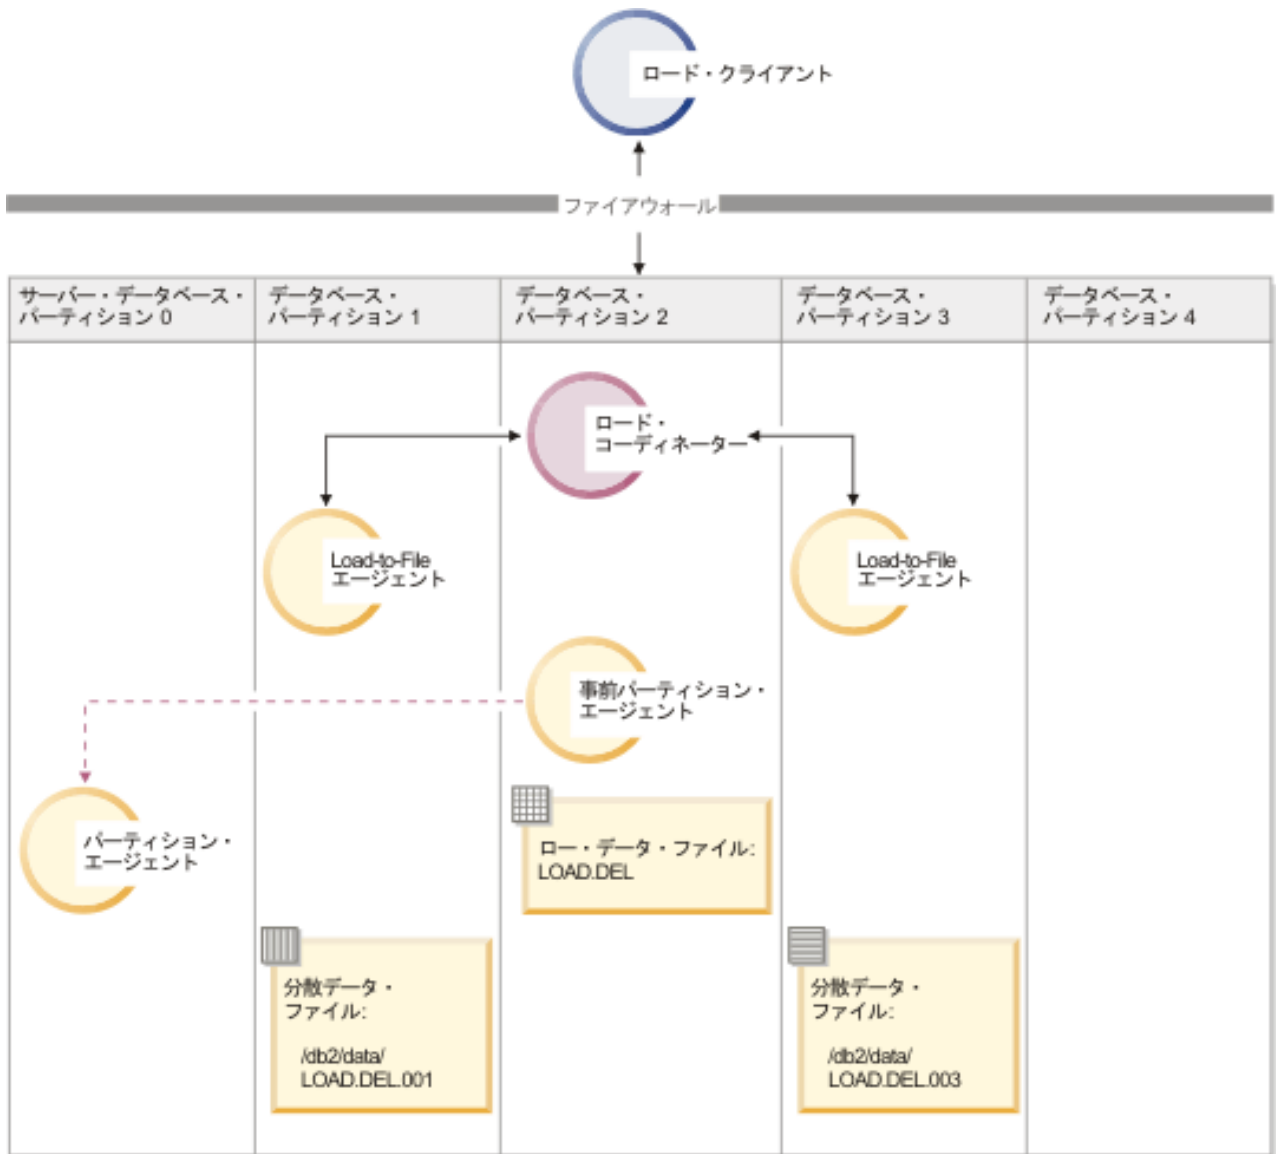 ロード・クライアント
ファイアウォール
サーバー・データベース・
パーティション 0
データベース・
パーティション 1
データベース・
パーティション 2
データベース・
パーティション 3
データベース・
パーティション 4
ロード・
コーディネーター
Load-to-File
エージェント
Load-to-File
エージェント
事前パーティション・
エージェント
パーティション・
エージェント
ロー・データ・ファイル:
LOAD.DEL
分散データ・
ファイル:
/db2/data/
LOAD.DEL.001
分散データ・
ファイル:
/db2/data/
LOAD.DEL.003